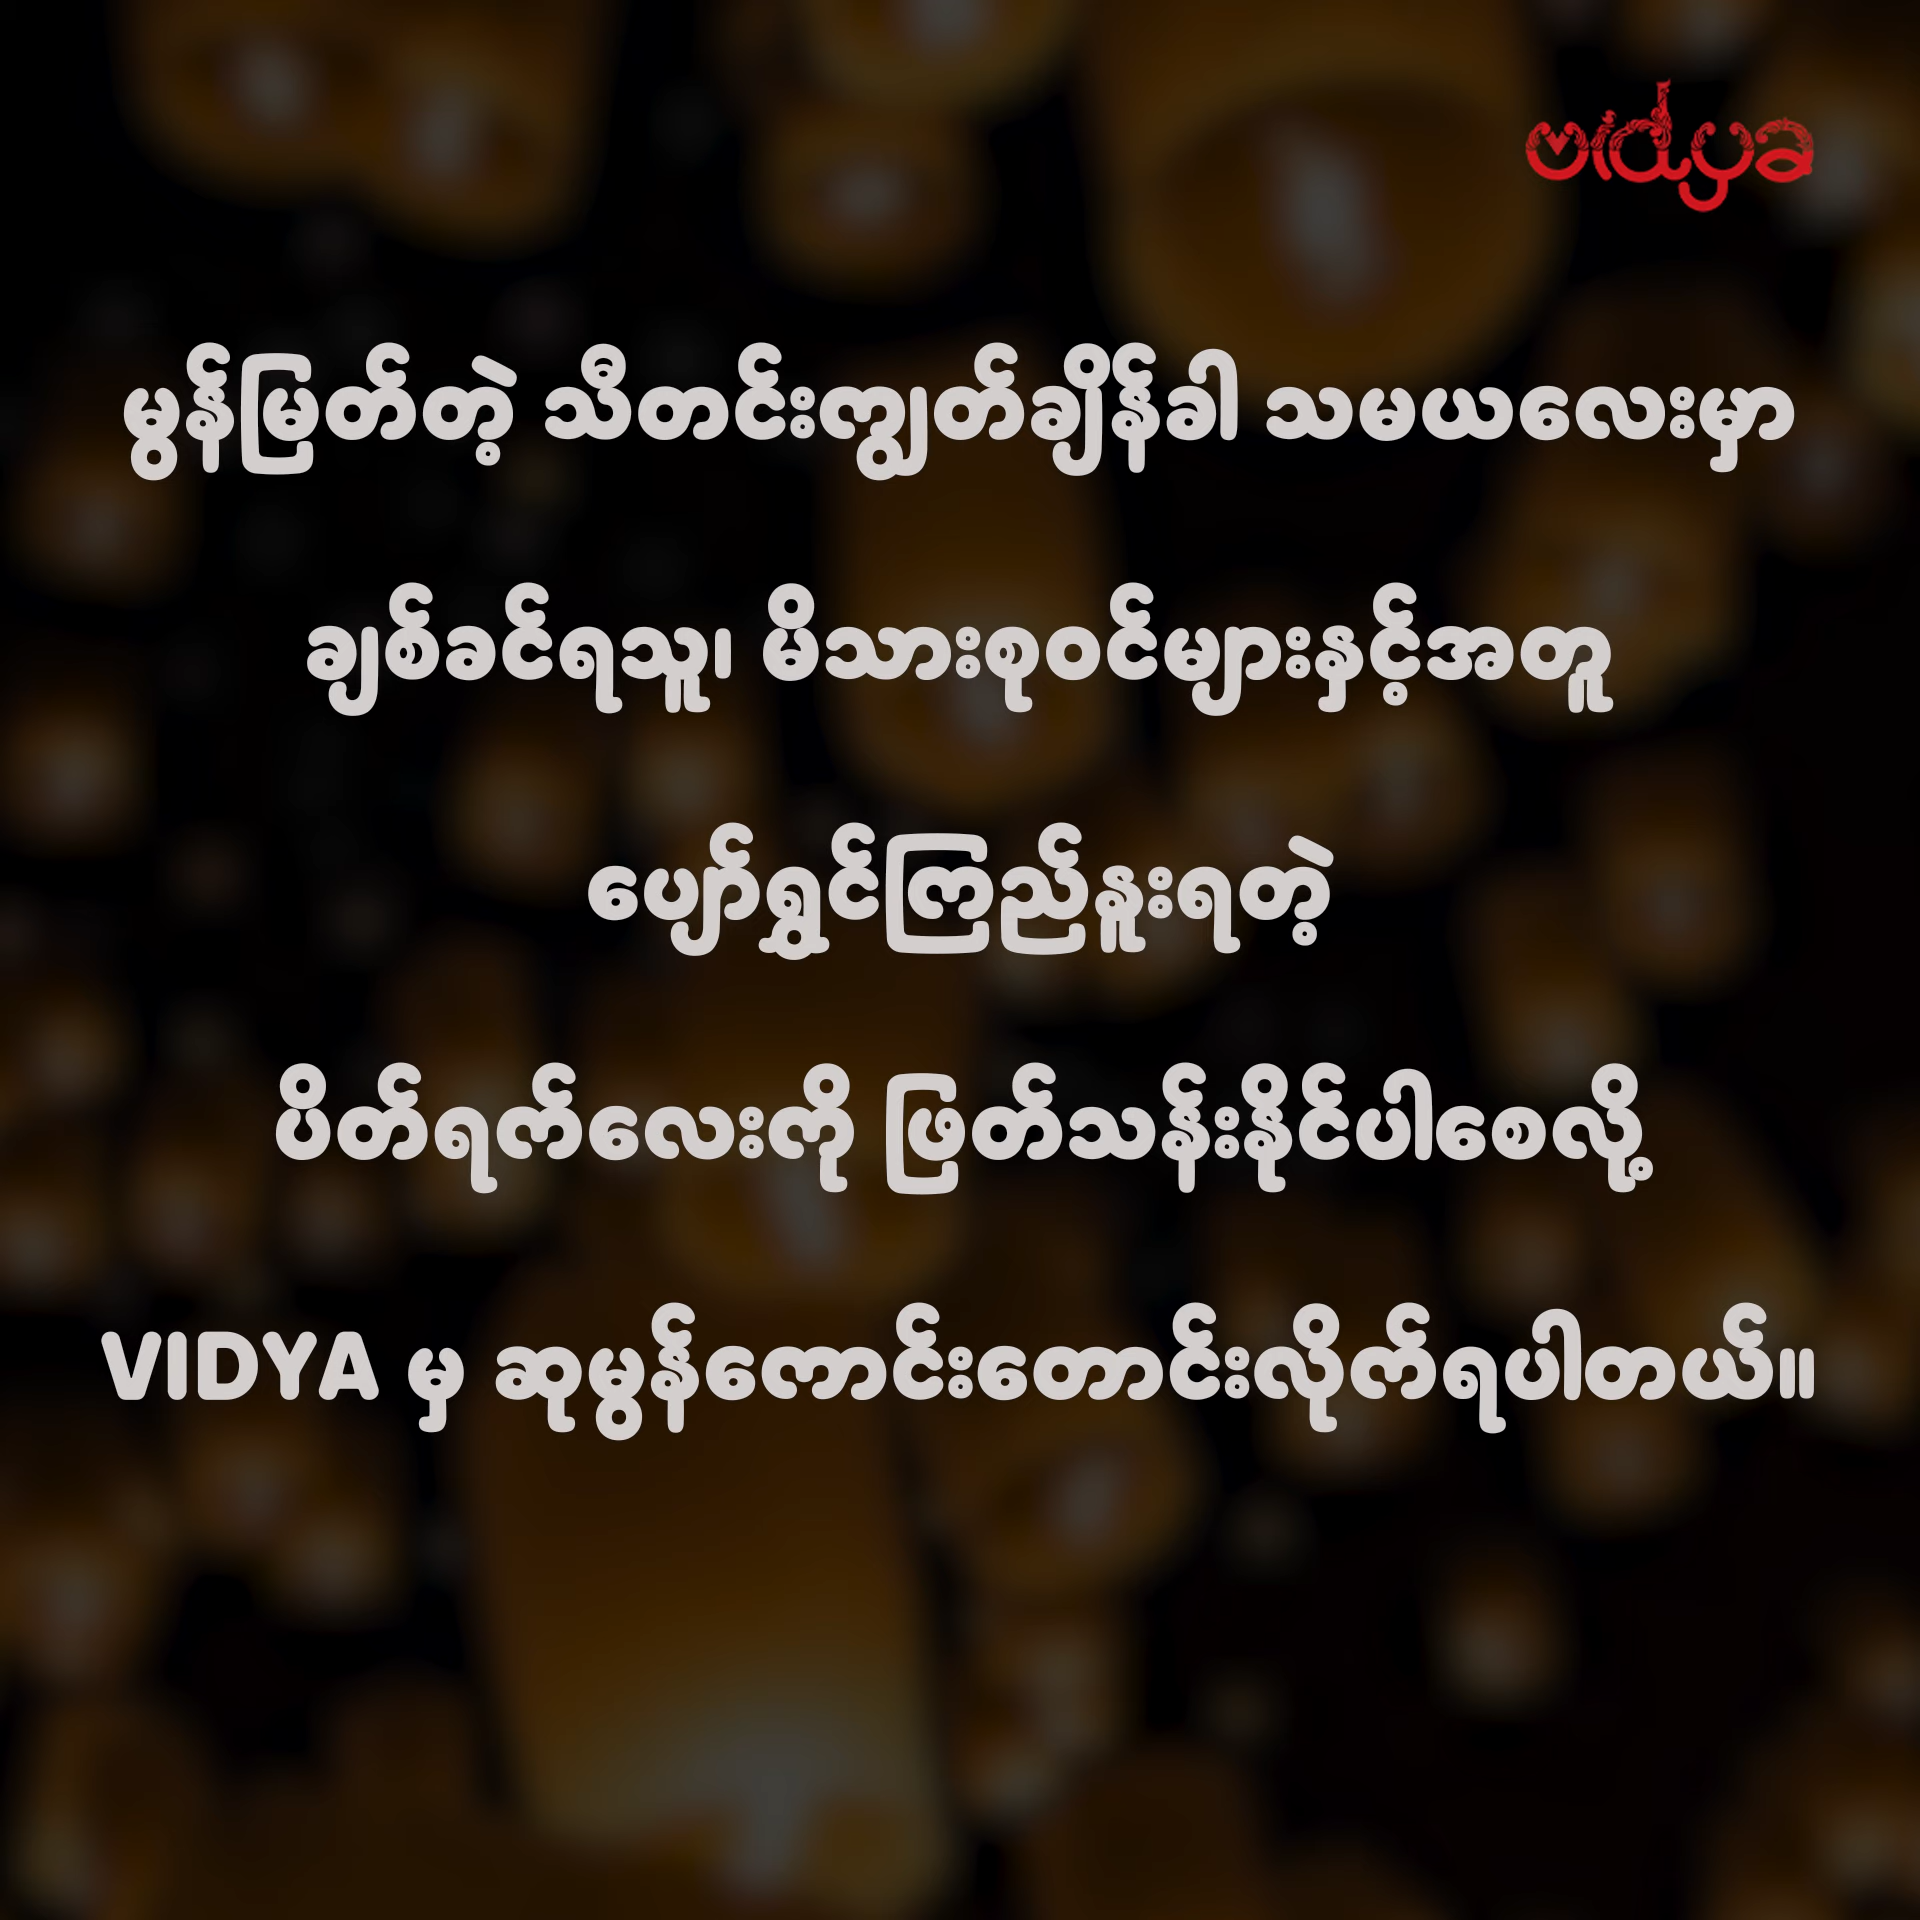 vidya
မွန်မြတ်တဲ့ သီတင်းကျွတ်ချိန်ခါ သမယလေးမှာ
ချစ်ခင်ရသူ၊ မိသားစုဝင်များနှင့်အတူ
ပျော်ရွှင်ကြည်နူးရတဲ့
ပိတ်ရက်လေးကို ဖြတ်သန်းနိုင်ပါစေလို့
VIDYA မှ ဆုမွန်ကောင်းတောင်းလိုက်ရပါတယ်။